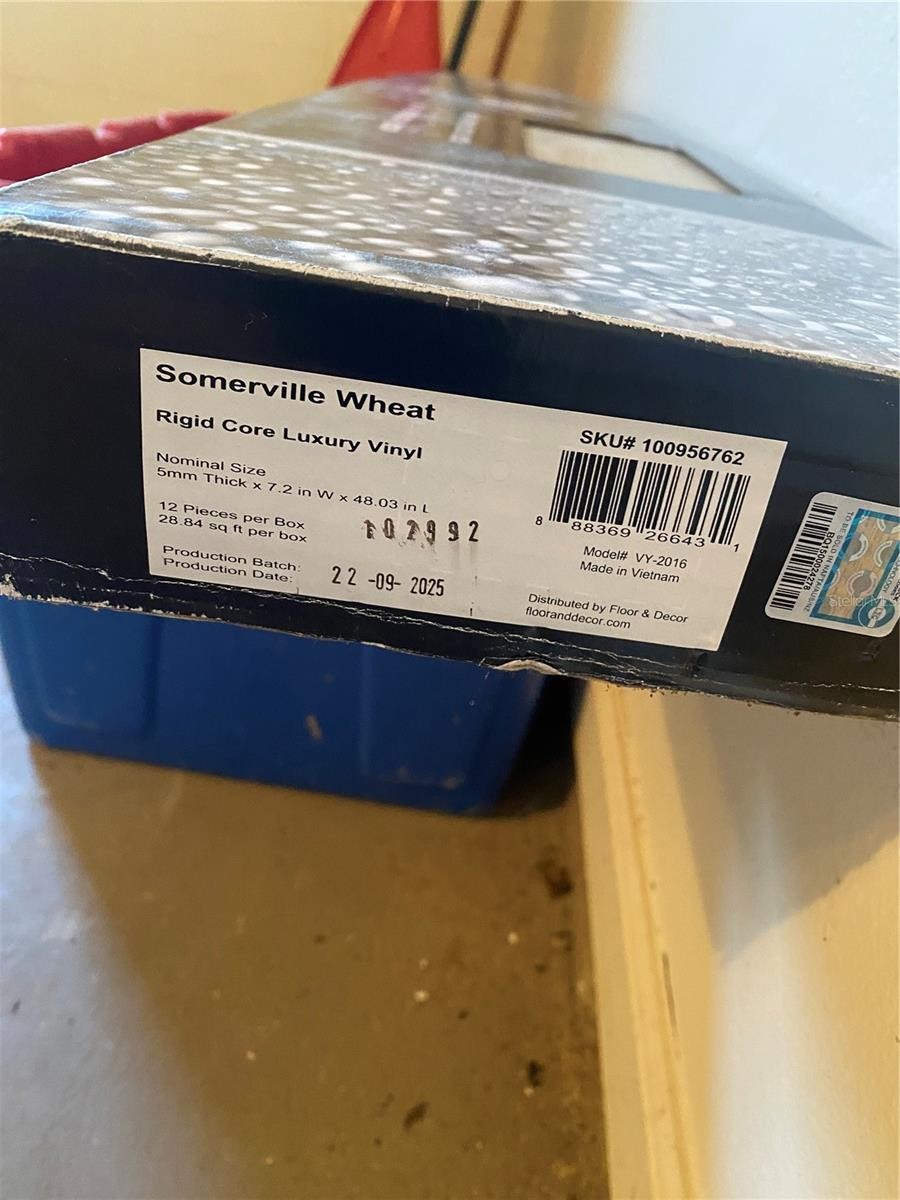 Somerville Wheat
Rigid Core Luxury Vinyl
Nominal Size
5mm Thick x 7.2 in W x 48.03 in L
12 Pieces per Box
28.84 sq ft per box
Production Batch: 102992
Production Date: 22 -09- 2025
SKU# 100956762
8 88369 26643 1
Model# VY-2016
Made in Vietnam
Distributed by Floor & Decor
flooranddecor.com
BQ1500024278